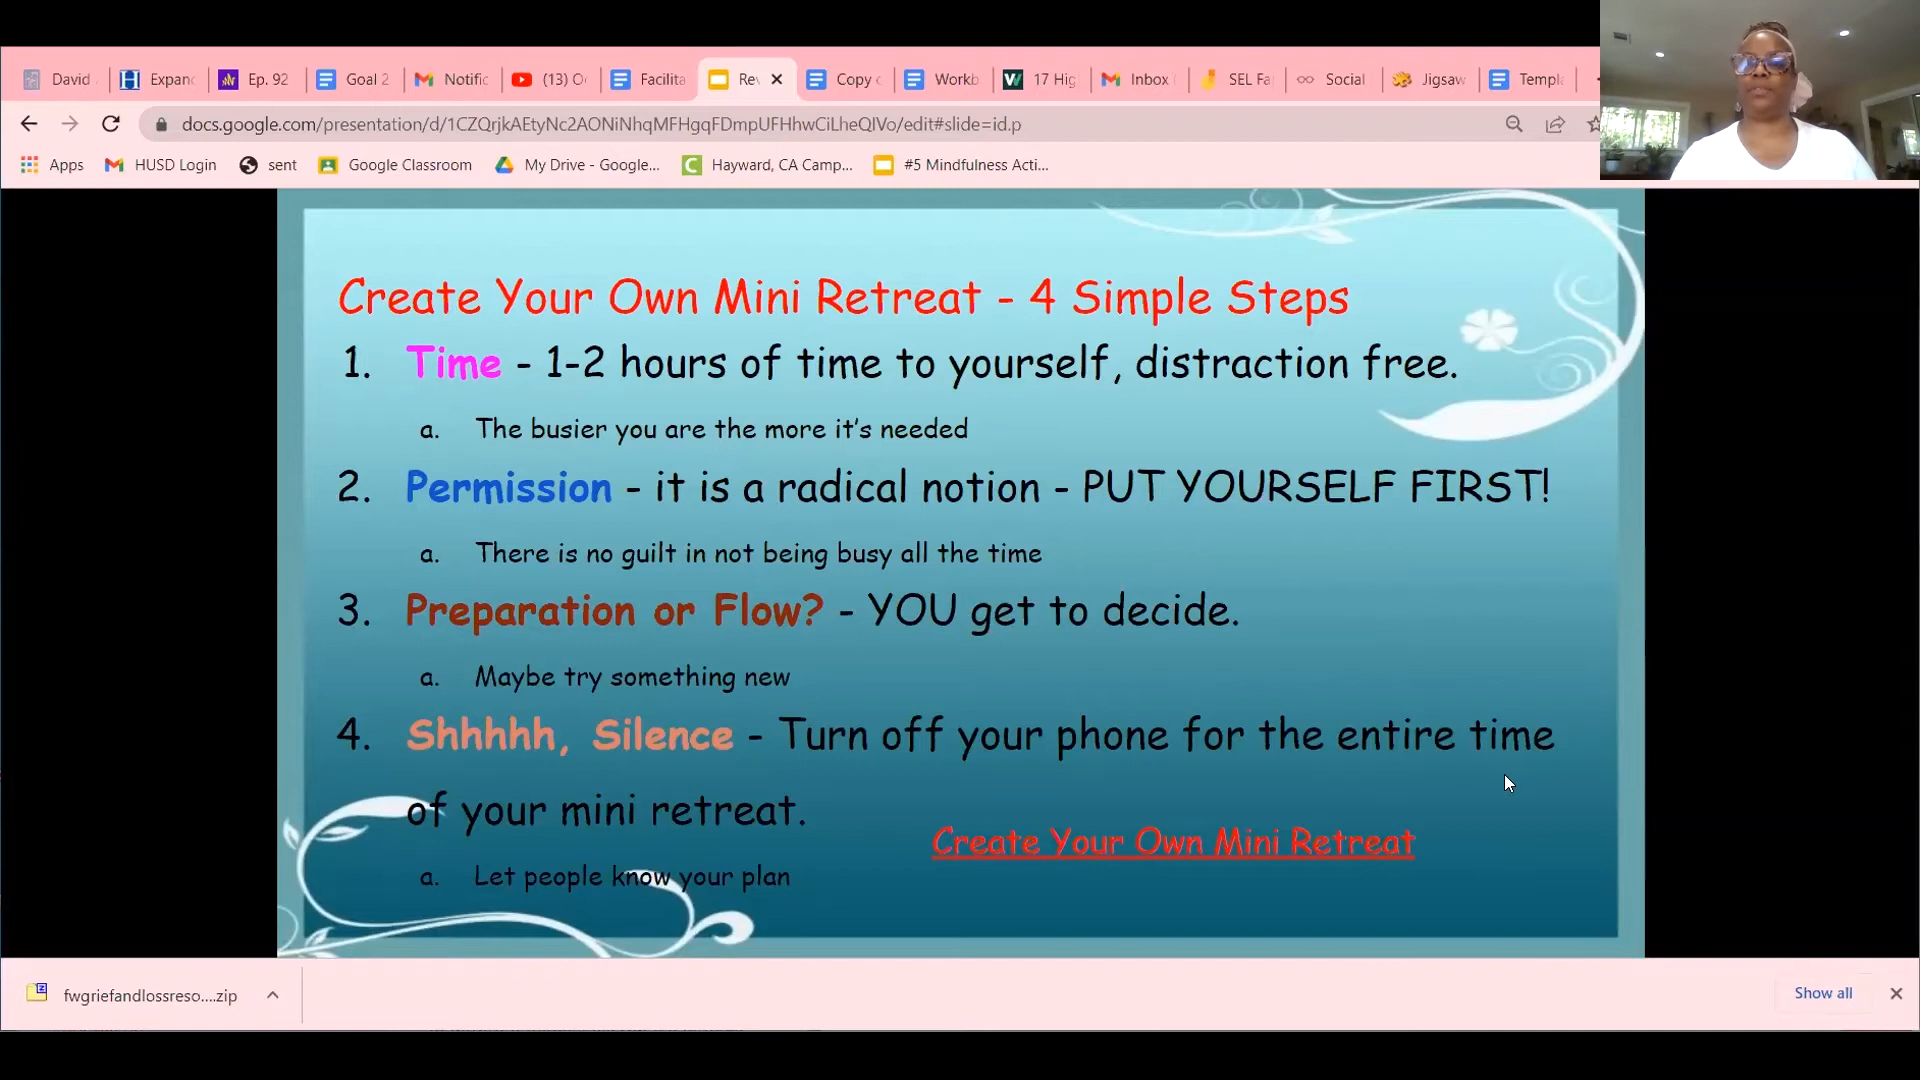 David
Expan
Ep. 92
Goal 2
Notific
(13) O
Facilita
Rev
Copy
Workb
17 Hig
Inbox
SEL Fa
Social
Jigsaw
Templ
docs.google.com/presentation/d/1CZQrjkAEtyNc2AONiNhqMFHgqFDmpUFHhwCiLheQlVo/edit#slide=id.p
Apps
HUSD Login
sent
Google Classroom
My Drive - Google...
Hayward, CA Camp...
#5 Mindfulness Acti...
Create Your Own Mini Retreat - 4 Simple Steps
1. Time - 1-2 hours of time to yourself, distraction free.
a. The busier you are the more it's needed
2. Permission - it is a radical notion - PUT YOURSELF FIRST!
a. There is no guilt in not being busy all the time
3. Preparation or Flow? - YOU get to decide.
a. Maybe try something new
4. Shhhhh, Silence - Turn off your phone for the entire time
of your mini retreat.
Create Your Own Mini Retreat
a. Let people know your plan
fwgriefandlossreso....zip
Show all